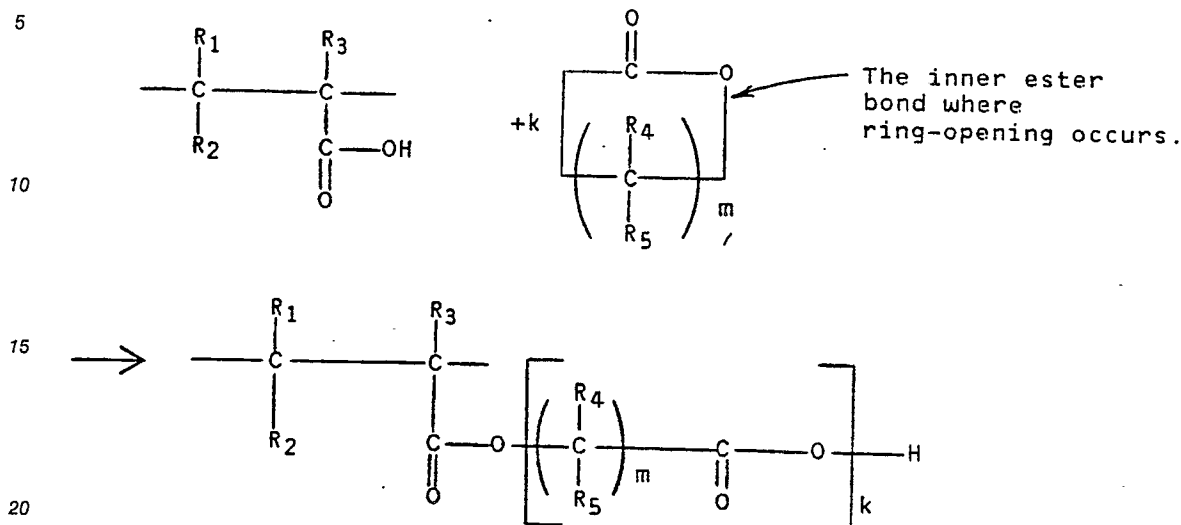 5
O
R1 R3
C O
The inner ester
C C
bond where
+k R4
ring-opening occurs.
R2 C OH
C
10
O
m
R5
R1 R3
15
C C
R4
R2 C O C C O H
m
O R5 O
20
k